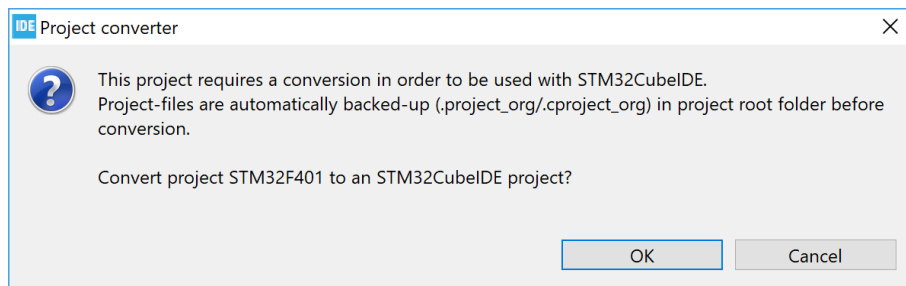 IDE Project converter
This project requires a conversion in order to be used with STM32CubeIDE.
Project-files are automatically backed-up (.project_org/.cproject_org) in project root folder before
conversion.
Convert project STM32F401 to an STM32CubeIDE project?
OK Cancel